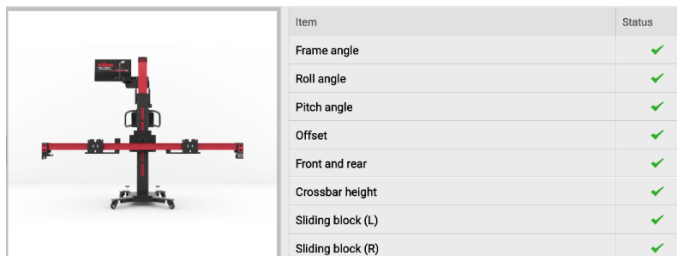 Item Status
Frame angle
Roll angle
Pitch angle
Offset
Front and rear
Crossbar height
Sliding block (L)
Sliding block (R)